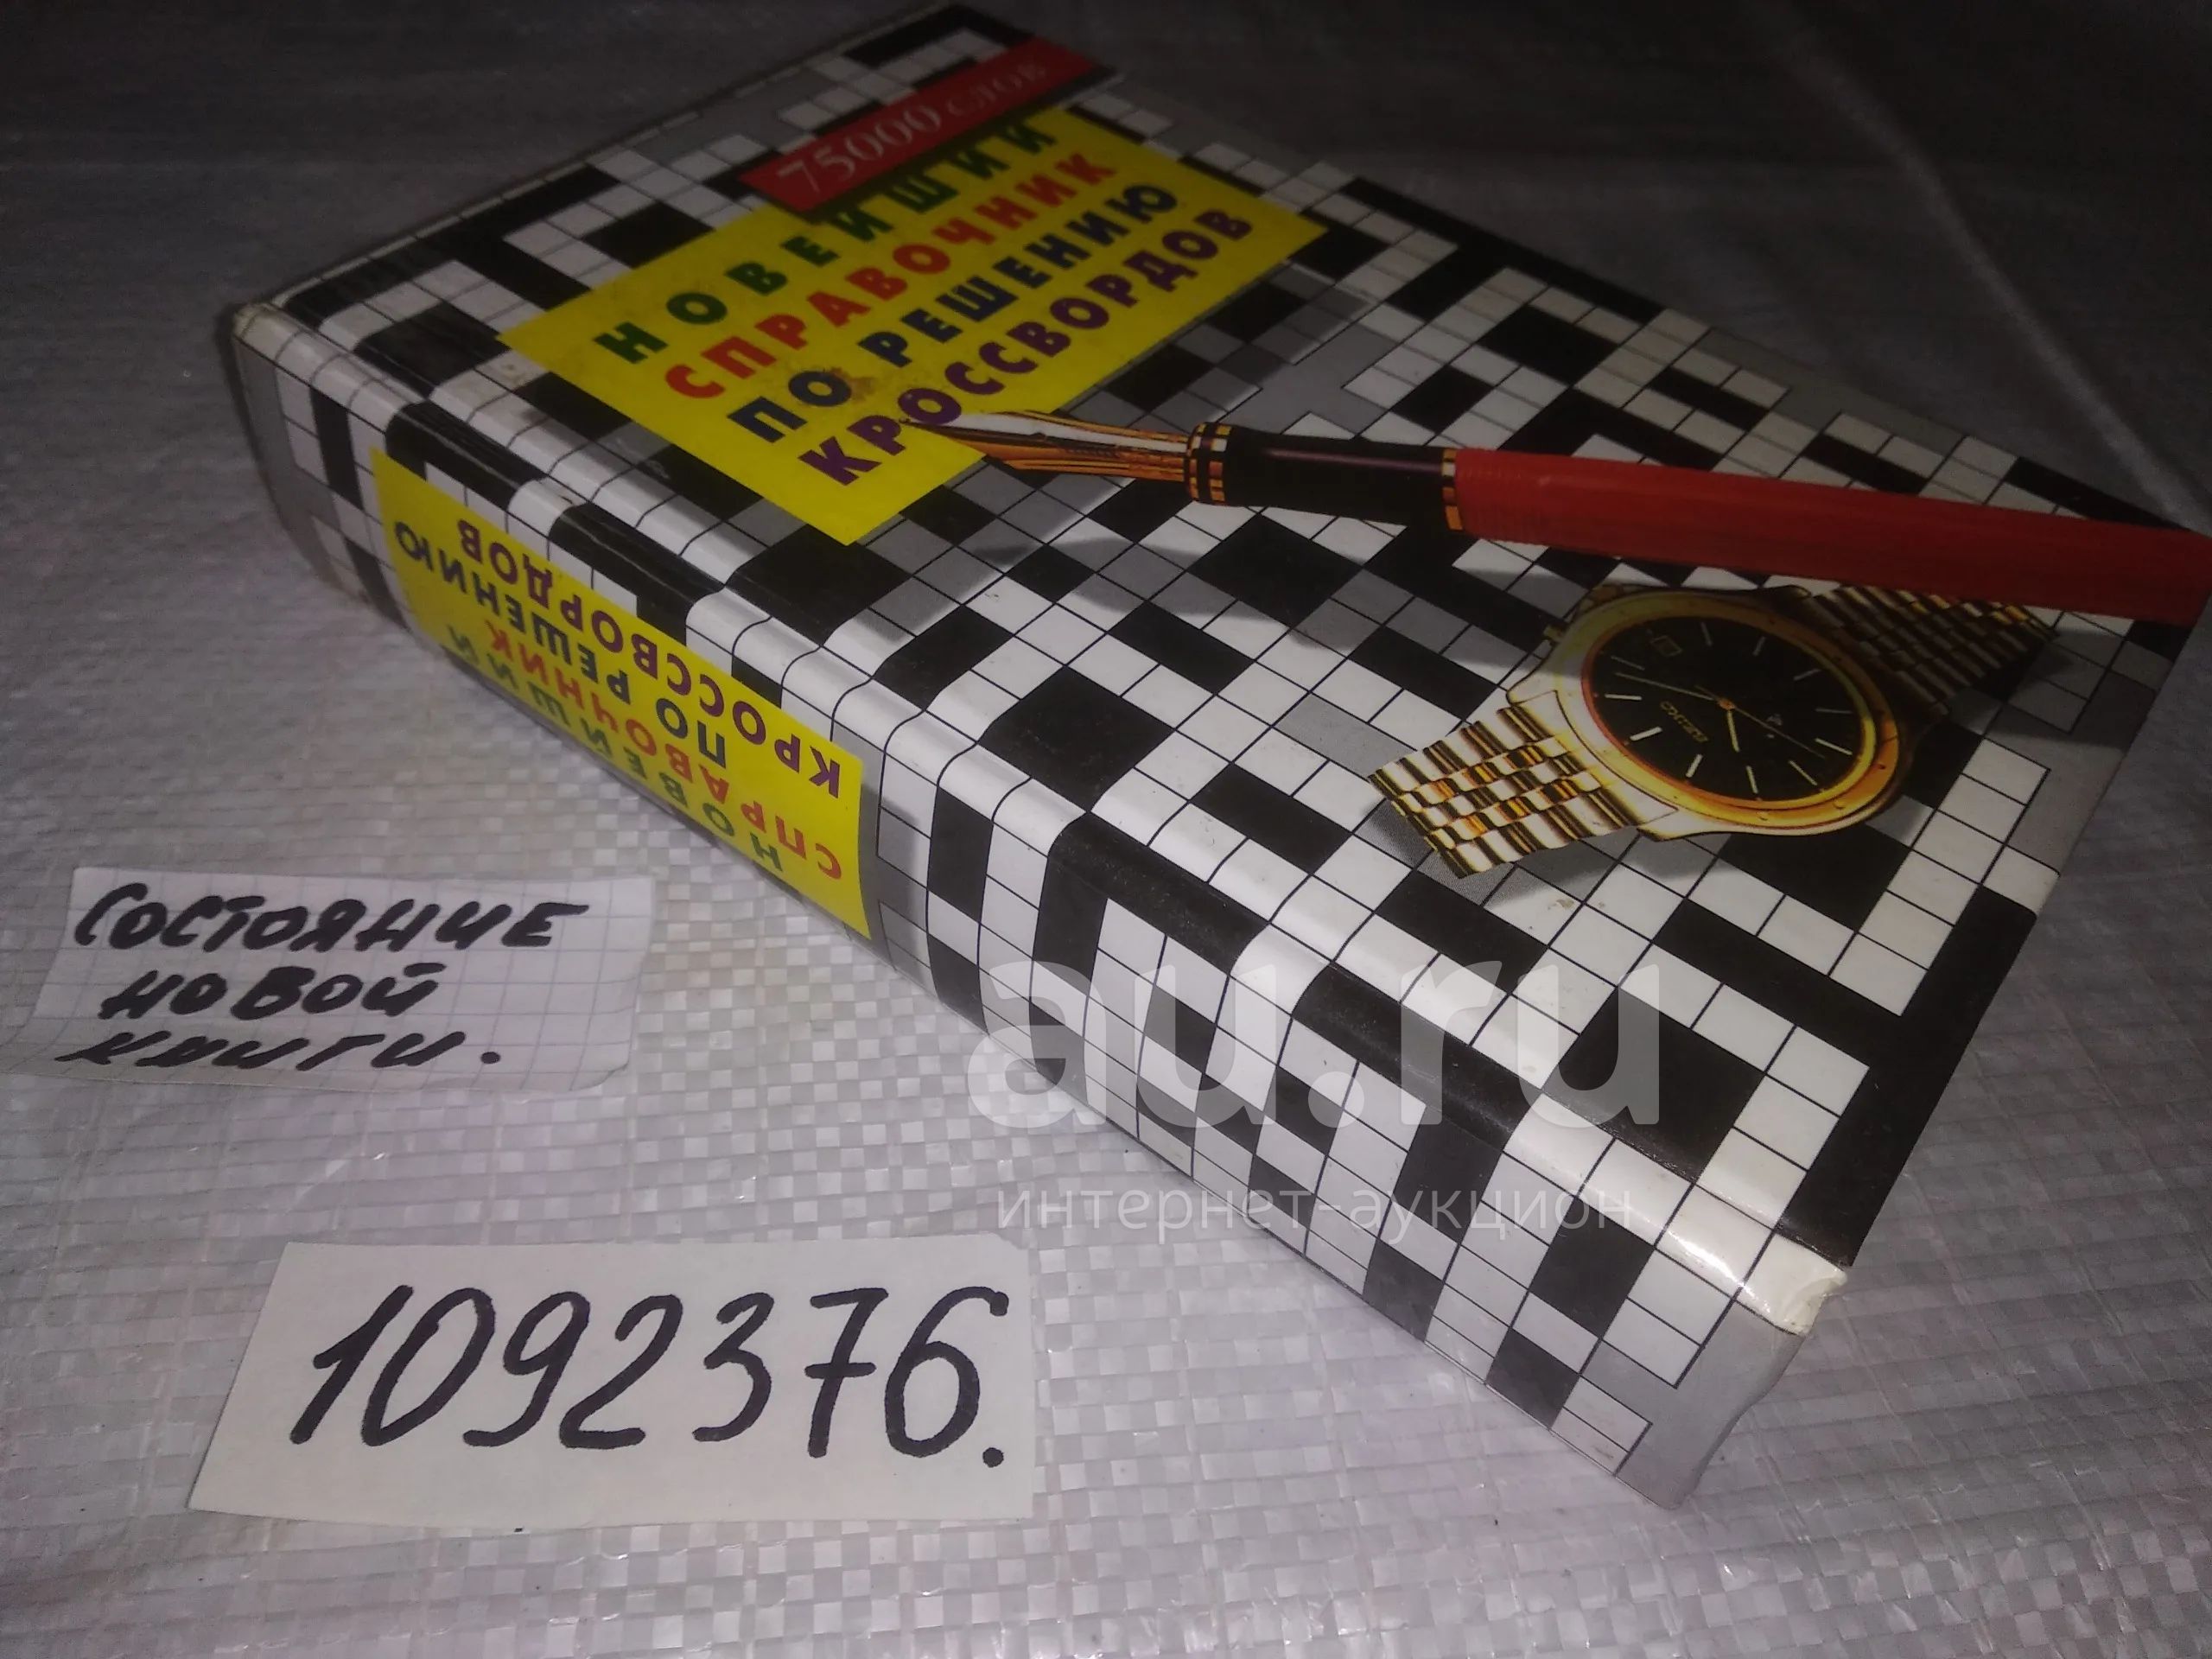 75000 слов
НОВЕЙШИЙ
СПРАВОЧНИК
ПО РЕШЕНИЮ
КРОССВОРДОВ
НОВЕЙШИЙ
СПРАВОЧНИК
ПО РЕШЕНИЮ
КРОССВОРДОВ
SEIKO
СОСТОЯНИЕ
НОВОЙ
КНИГИ.
1092376.
au.ru
интернет-аукцион